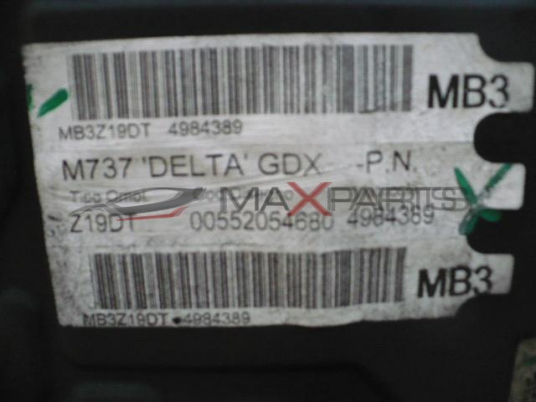 MB3
MB3Z19DT 4984389
M737 'DELTA' GDX -P.N.
MAXPARTS
Z19DT 00552054680 4984389
MB3
MB3Z19DT 4984389